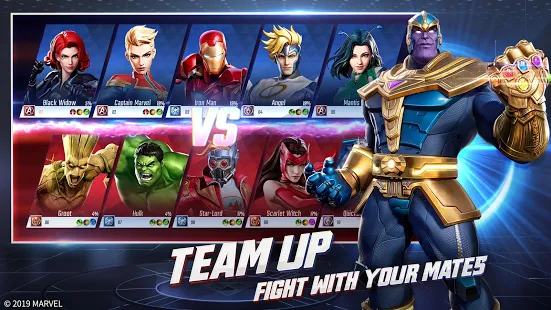 Black Widow
Captain Marvel
Iron Man
Angel
Mantis
VS
Groot
Hulk
Star-Lord
Scarlet Witch
TEAM UP
FIGHT WITH YOUR MATES
© 2019 MARVEL